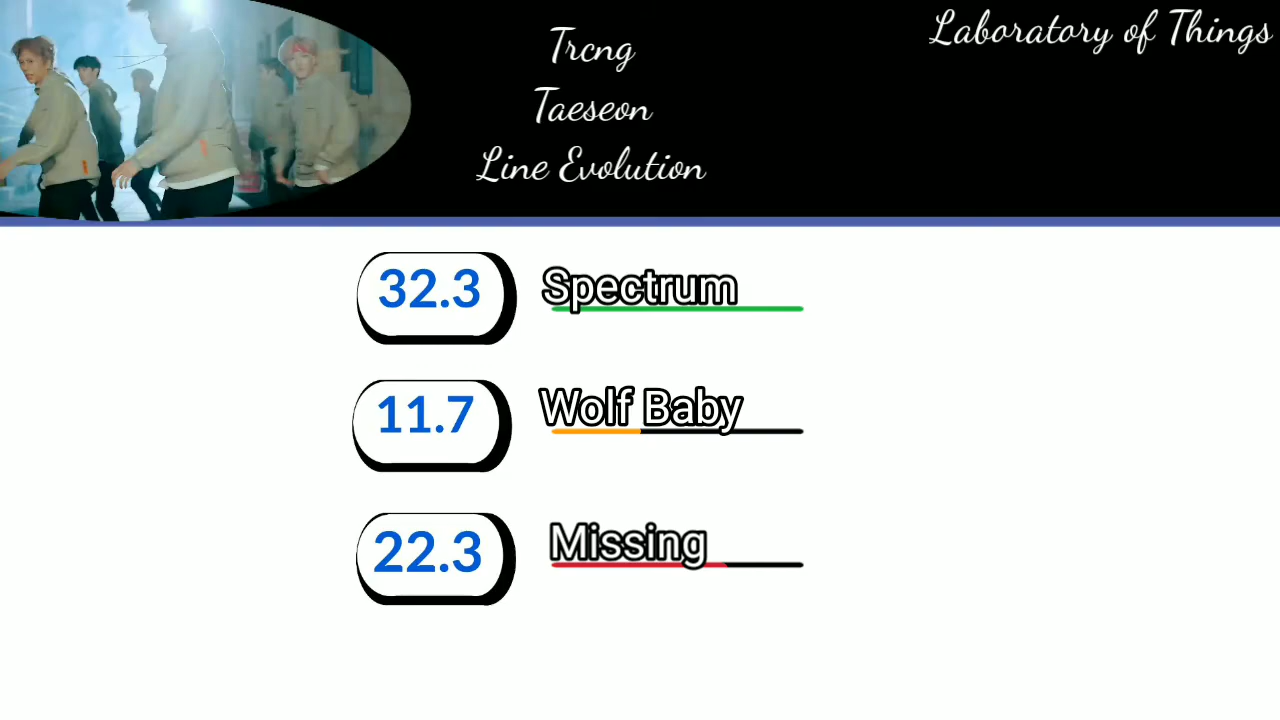 Laboratory of Things
Trcng
Taeseon
Line Evolution
32.3 Spectrum
11.7 Wolf Baby
22.3 Missing